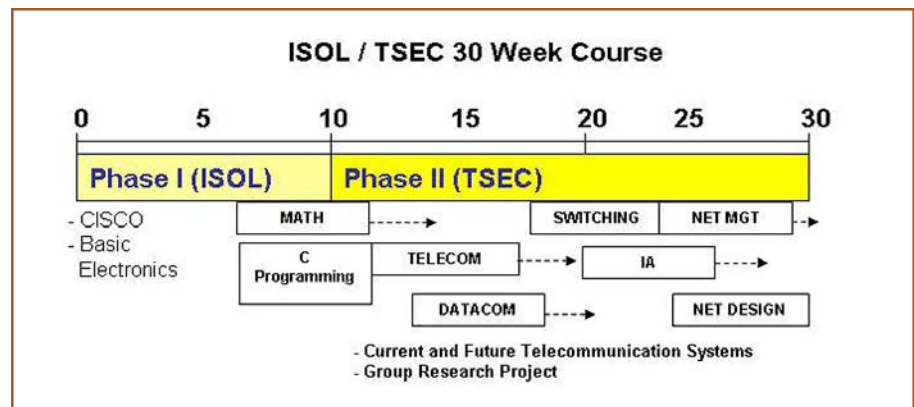 ISOL / TSEC 30 Week Course
0 5 10 15 20 25 30
Phase I (ISOL) Phase II (TSEC)
- CISCO
- Basic
Electronics
MATH
SWITCHING
NET MGT
C
Programming
TELECOM
IA
DATACOM
NET DESIGN
- Current and Future Telecommunication Systems
- Group Research Project